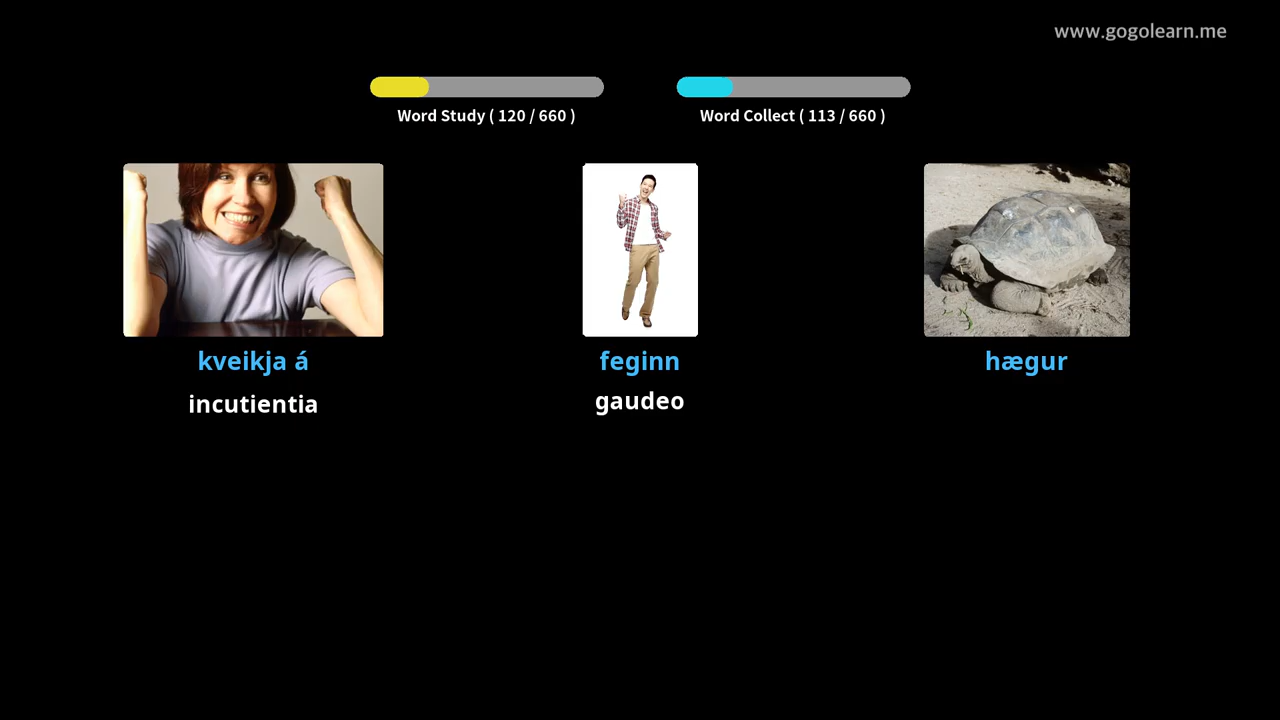 www.gogolearn.me
Word Study ( 120 / 660 )
Word Collect ( 113 / 660 )
kveikja á
feginn
hægur
incutientia
gaudeo